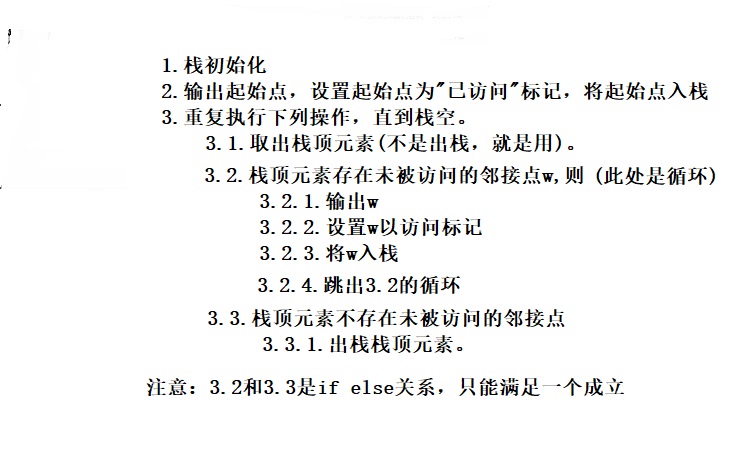 1.栈初始化
2.输出起始点，设置起始点为"已访问"标记，将起始点入栈
3.重复执行下列操作，直到栈空。
3.1.取出栈顶元素(不是出栈，就是用)。
3.2.栈顶元素存在未被访问的邻接点w,则 (此处是循环)
3.2.1.输出w
3.2.2.设置w以访问标记
3.2.3.将w入栈
3.2.4.跳出3.2的循环
3.3.栈顶元素不存在未被访问的邻接点
3.3.1.出栈栈顶元素。
注意：3.2和3.3是if else关系，只能满足一个成立